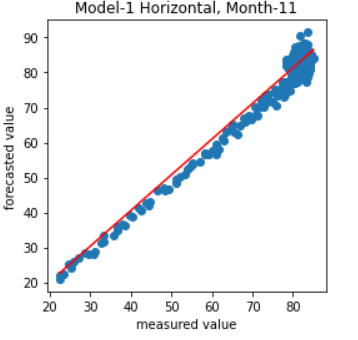 Model-1 Horizontal, Month-11
90
80
70
60
50
40
30
20
forecasted value
20 30 40 50 60 70 80
measured value